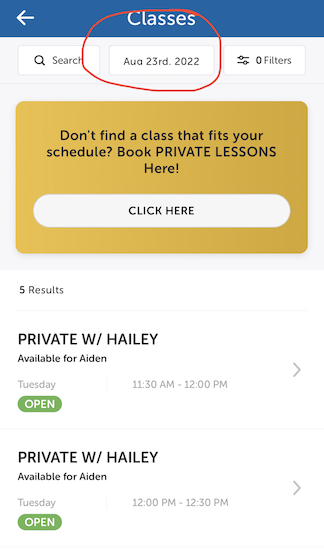 Classes
Search
Aug 23rd, 2022
0 Filters
Don't find a class that fits your
schedule? Book PRIVATE LESSONS
Here!
CLICK HERE
5 Results
PRIVATE W/ HAILEY
Available for Aiden
Tuesday 11:30 AM - 12:00 PM
OPEN
PRIVATE W/ HAILEY
Available for Aiden
Tuesday 12:00 PM - 12:30 PM
OPEN